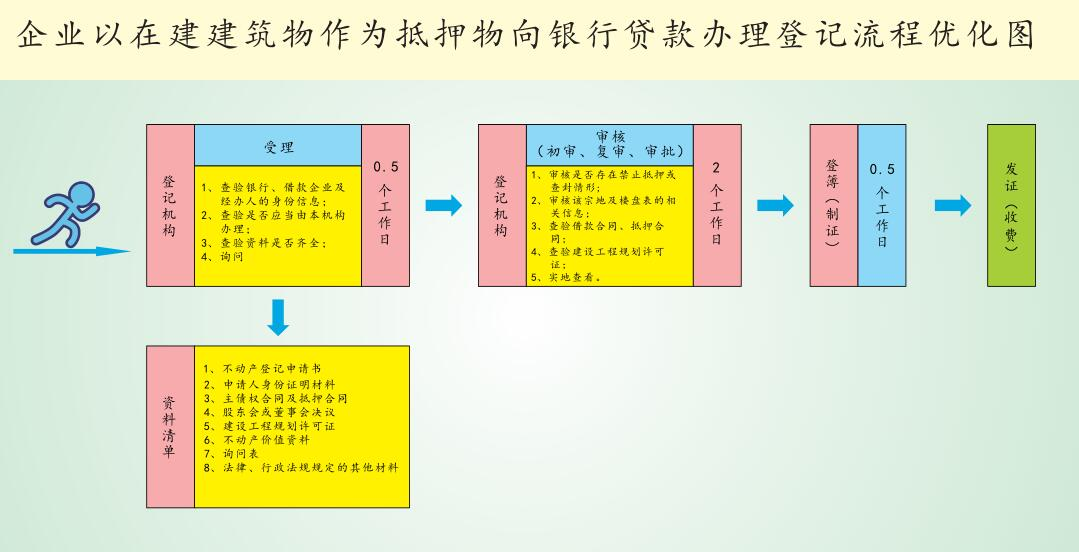 企业以在建建筑物作为抵押物向银行贷款办理登记流程优化图
登记机构
受理
1、查验银行、借款企业及
经办人的身份信息；
2、查验是否应当由本机构
办理；
3、查验资料是否齐全；
4、询问
0.5
个工作日
登记机构
审核
（初审、复审、审批）
1、审核是否存在禁止抵押或
查封情形；
2、审核该宗地及楼盘表的相
关信息；
3、查验借款合同、抵押合
同；
4、查验建设工程规划许可
证；
5、实地查看。
2
个工作日
登簿（制证）
0.5
个工作日
发证（收费）
资料清单
1、不动产登记申请书
2、申请人身份证明材料
3、主债权合同及抵押合同
4、股东会或董事会决议
5、建设工程规划许可证
6、不动产价值资料
7、询问表
8、法律、行政法规规定的其他材料